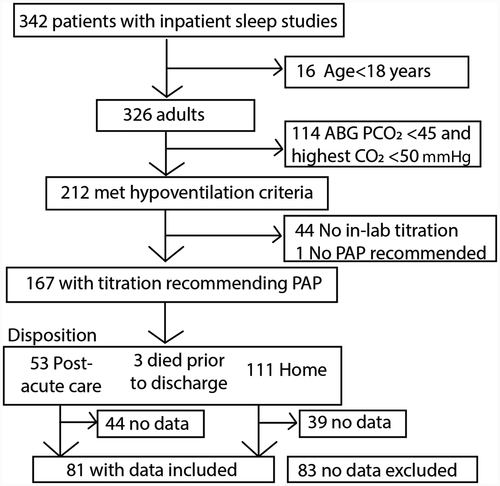 342 patients with inpatient sleep studies
16 Age<18 years
326 adults
114 ABG PCO₂ <45 and
highest CO₂ <50 mmHg
212 met hypoventilation criteria
44 No in-lab titration
1 No PAP recommended
167 with titration recommending PAP
Disposition
53 Post-
acute care
3 died prior
to discharge
111 Home
44 no data
39 no data
81 with data included
83 no data excluded